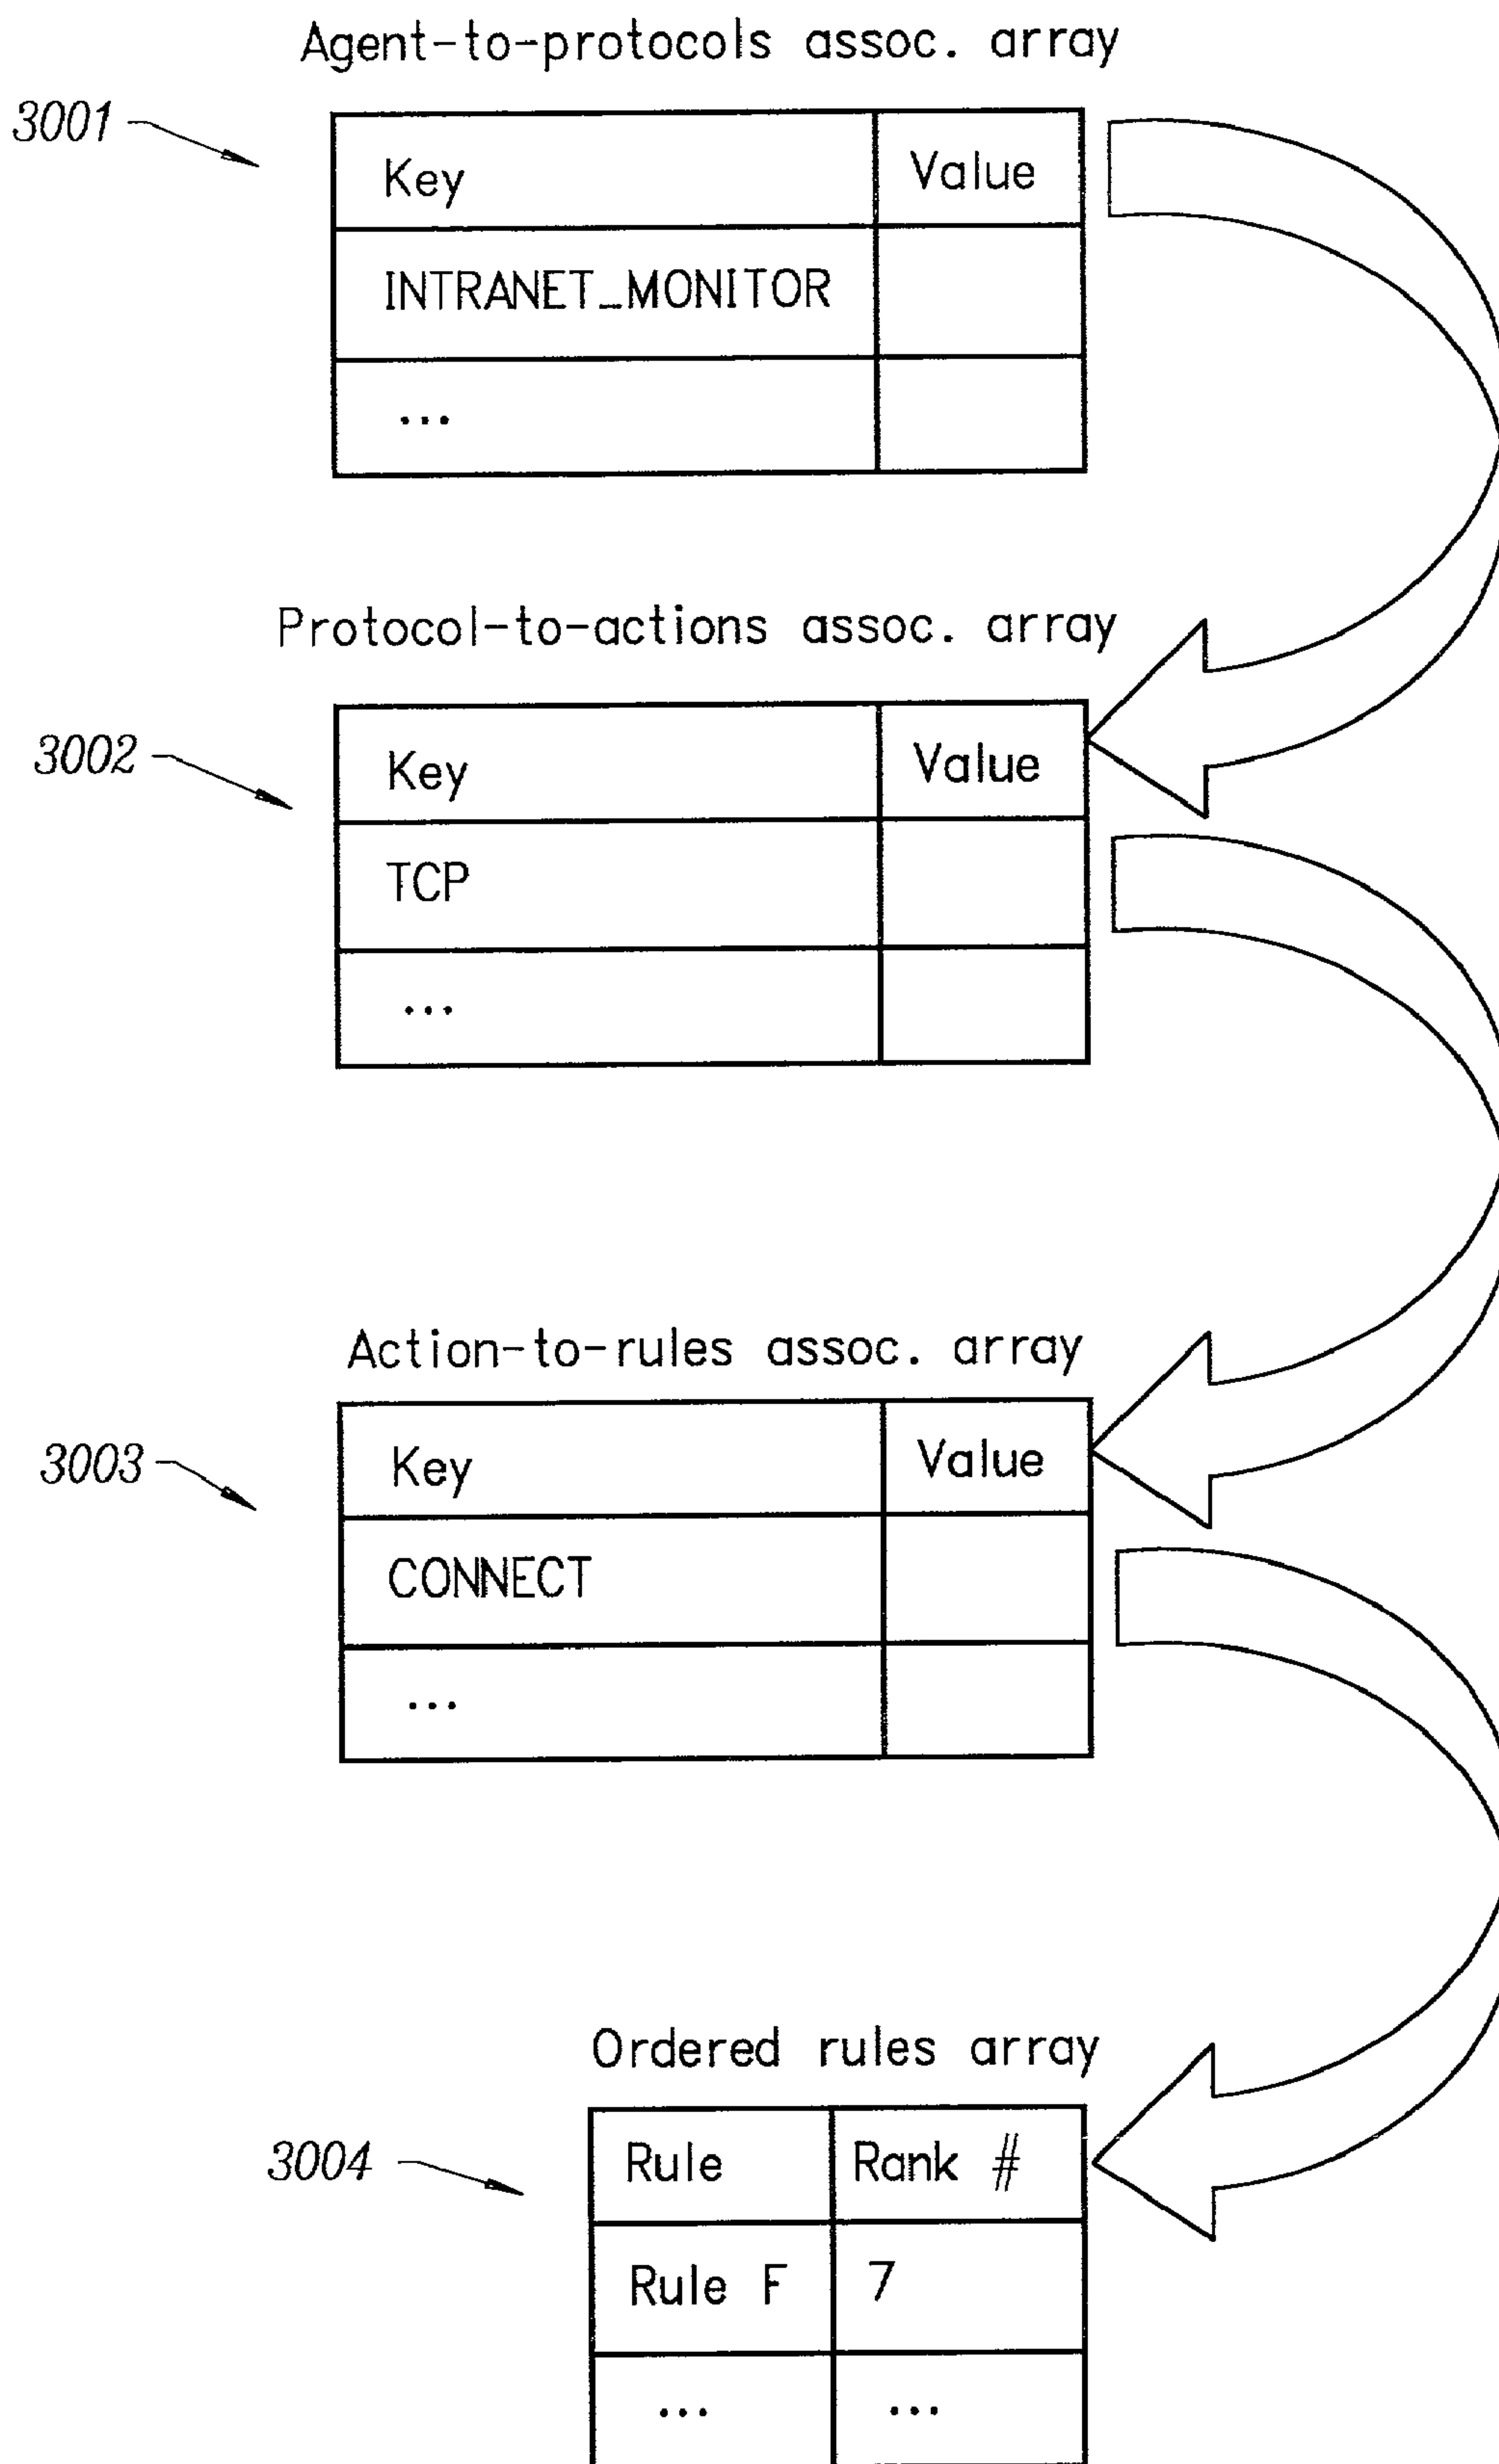 Agent-to-protocols assoc. array
3001
Key Value
INTRANET_MONITOR
...
Protocol-to-actions assoc. array
3002
Key Value
TCP
...
Action-to-rules assoc. array
3003
Key Value
CONNECT
...
Ordered rules array
3004
Rule Rank #
Rule F 7
... ...